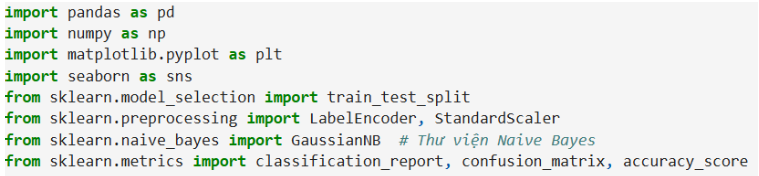 import pandas as pd
import numpy as np
import matplotlib.pyplot as plt
import seaborn as sns
from sklearn.model_selection import train_test_split
from sklearn.preprocessing import LabelEncoder, StandardScaler
from sklearn.naive_bayes import GaussianNB  # Thư viện Naive Bayes
from sklearn.metrics import classification_report, confusion_matrix, accuracy_score